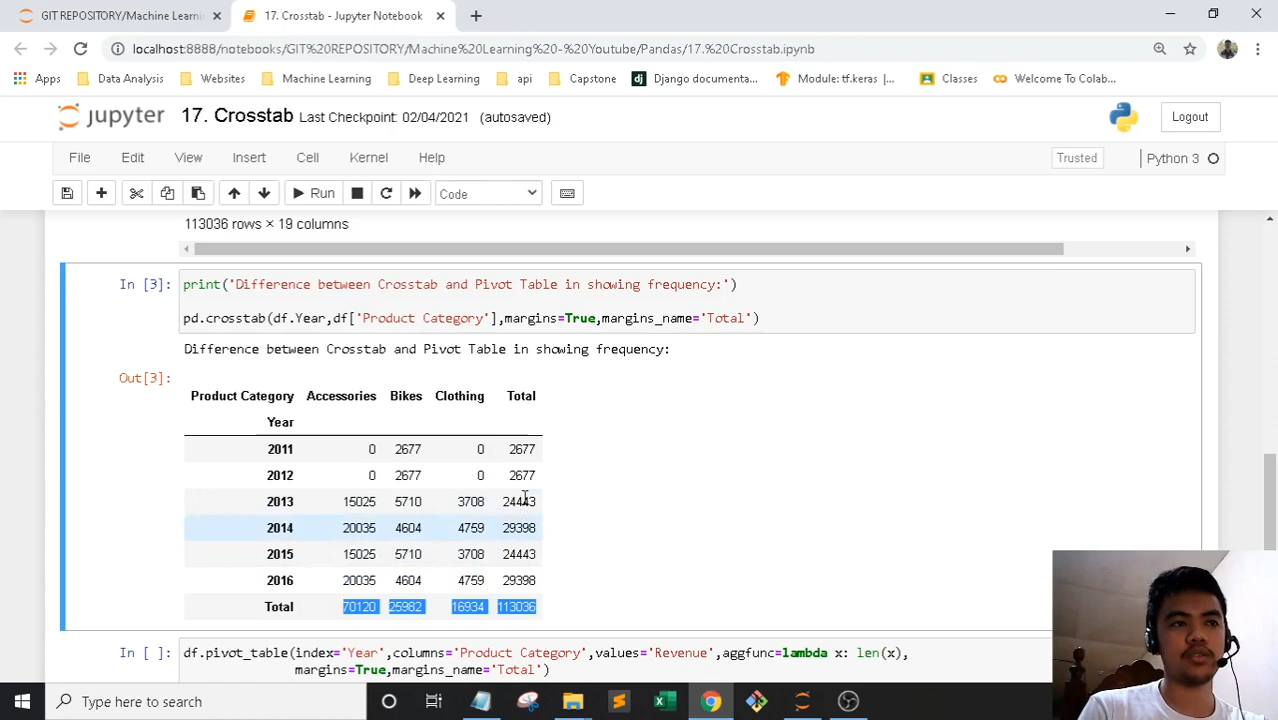 GIT REPOSITORY/Machine Learni
17. Crosstab - Jupyter Notebook
localhost:8888/notebooks/GIT%20REPOSITORY/Machine%20Learning%20-%20Youtube/Pandas/17.%20Crosstab.ipynb
Apps Data Analysis Websites Machine Learning Deep Learning api Capstone dj Django documenta... Module: tf.keras | ... Classes Welcome To Colab...
jupyter 17. Crosstab Last Checkpoint: 02/04/2021 (autosaved) Logout
File Edit View Insert Cell Kernel Help Trusted Python 3
Run Code
113036 rows × 19 columns
In [3]: print('Difference between Crosstab and Pivot Table in showing frequency:')
pd.crosstab(df.Year,df['Product Category'],margins=True,margins_name='Total')
Difference between Crosstab and Pivot Table in showing frequency:
Out[3]:
Product Category Accessories Bikes Clothing Total
Year
2011 0 2677 0 2677
2012 0 2677 0 2677
2013 15025 5710 3708 24443
2014 20035 4604 4759 29398
2015 15025 5710 3708 24443
2016 20035 4604 4759 29398
Total 70120 25982 16934 113036
In [ ]: df.pivot_table(index='Year',columns='Product Category',values='Revenue',aggfunc=lambda x: len(x),
margins=True,margins_name='Total')
Type here to search